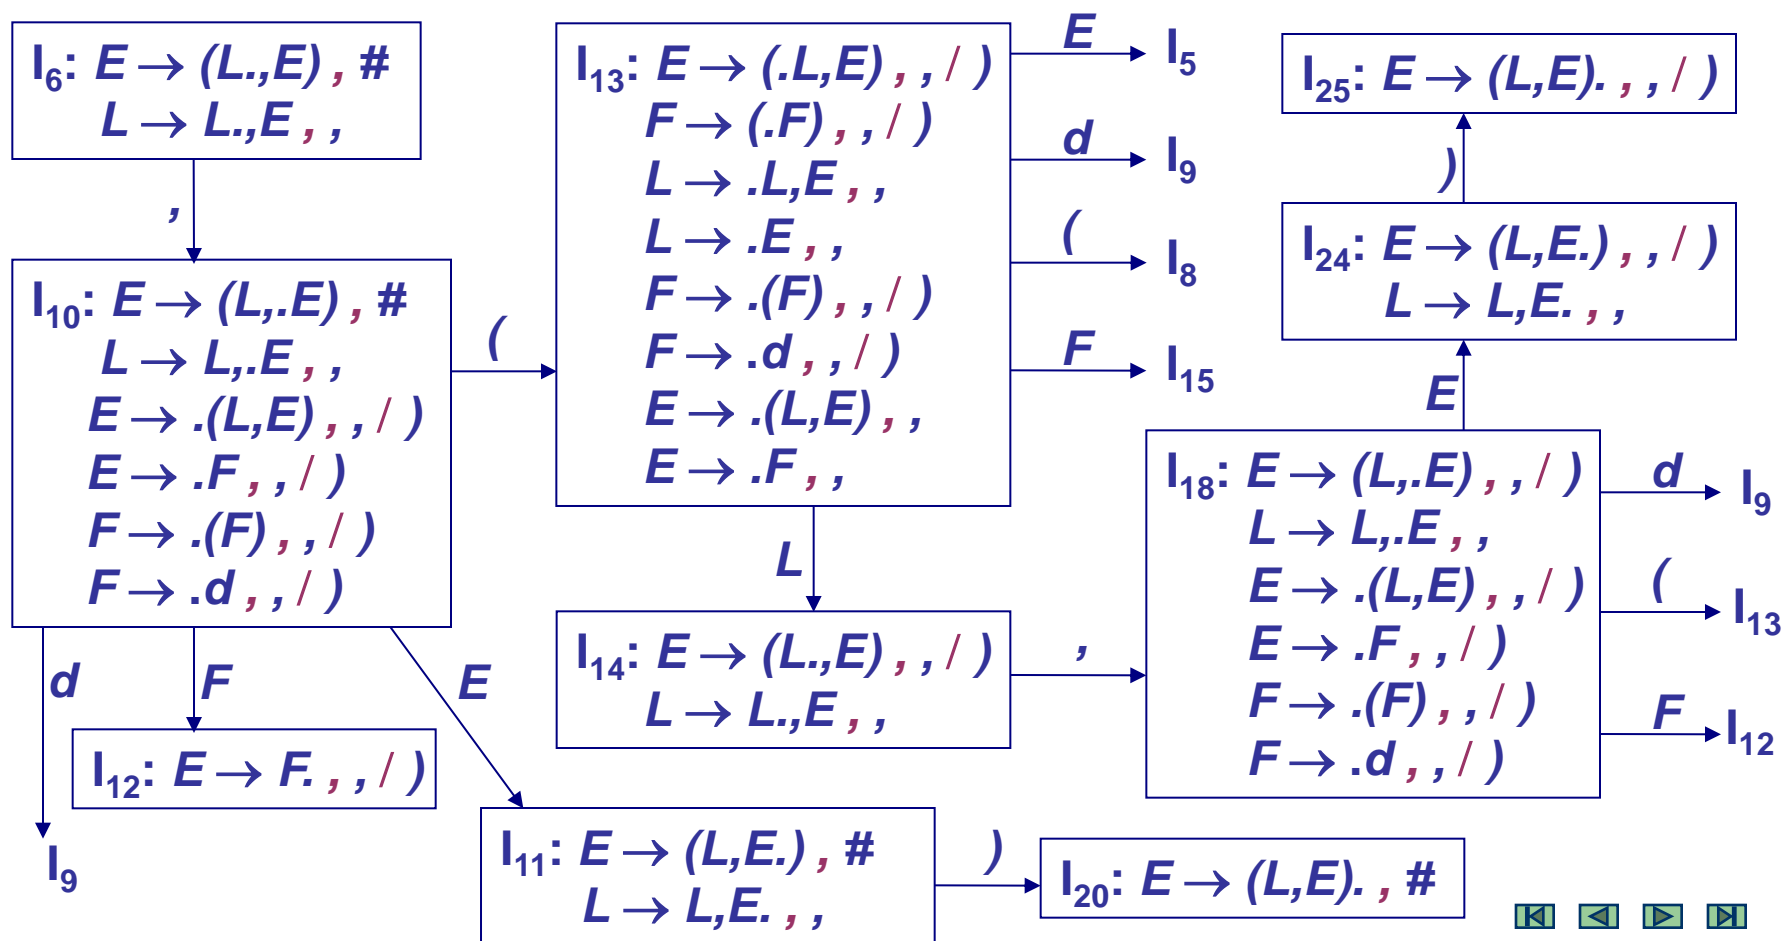 I6: E → (L.,E) , #
L → L.,E , ,
,
I10: E → (L,.E) , #
L → L,.E , ,
E → .(L,E) , , / )
E → .F , , / )
F → .(F) , , / )
F → .d , , / )
d
F
E
(
I9
I12: E → F. , , / )
I11: E → (L,E.) , #
L → L,E. , ,
)
I20: E → (L,E). , #
I13: E → (.L,E) , , / )
F → (.F) , , / )
L → .L,E , ,
L → .E , ,
F → .(F) , , / )
F → .d , , / )
E → .(L,E) , ,
E → .F , ,
E
I5
d
I9
(
I8
F
I15
L
I14: E → (L.,E) , , / )
L → L.,E , ,
,
I25: E → (L,E). , , / )
)
I24: E → (L,E.) , , / )
L → L,E. , ,
E
I18: E → (L,.E) , , / )
L → L,.E , ,
E → .(L,E) , , / )
E → .F , , / )
F → .(F) , , / )
F → .d , , / )
d
I9
(
I13
F
I12